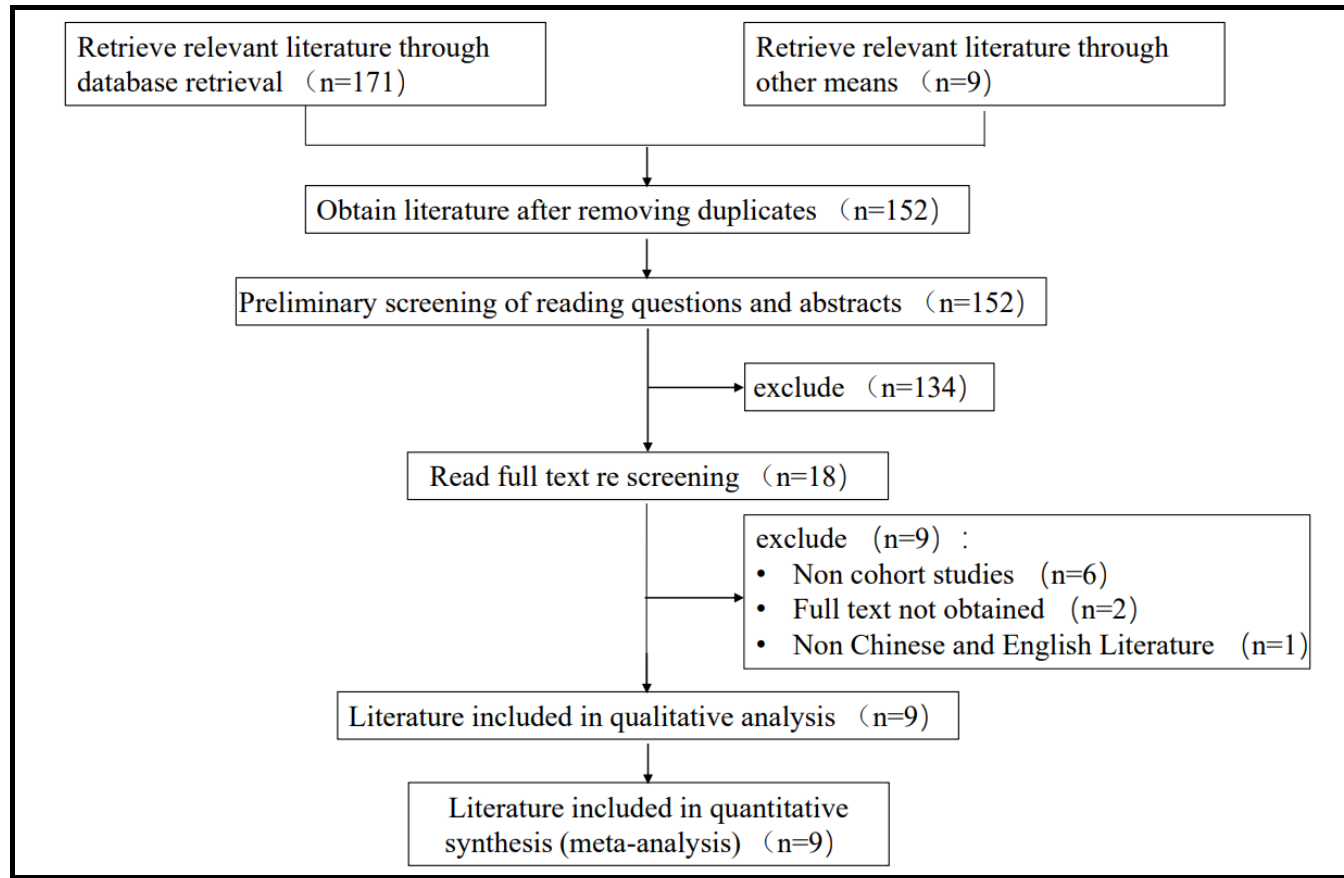 Retrieve relevant literature through
database retrieval （n=171)
Retrieve relevant literature through
other means （n=9)
Obtain literature after removing duplicates （n=152)
Preliminary screening of reading questions and abstracts （n=152)
exclude （n=134)
Read full text re screening （n=18)
exclude （n=9) ：
• Non cohort studies （n=6)
• Full text not obtained （n=2)
• Non Chinese and English Literature （n=1)
Literature included in qualitative analysis （n=9)
Literature included in quantitative
synthesis (meta-analysis) （n=9)